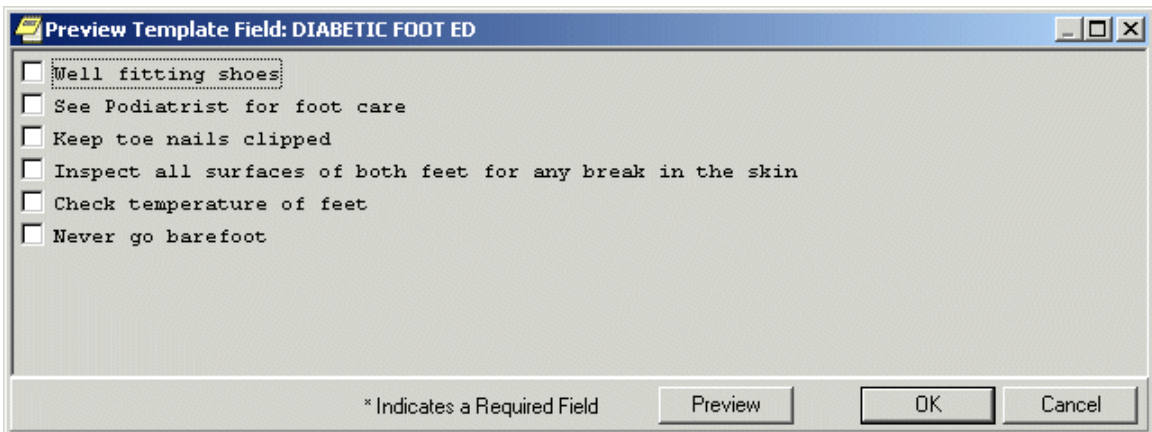 Preview Template Field: DIABETIC FOOT ED
Well fitting shoes
See Podiatrist for foot care
Keep toe nails clipped
Inspect all surfaces of both feet for any break in the skin
Check temperature of feet
Never go barefoot
* Indicates a Required Field Preview OK Cancel